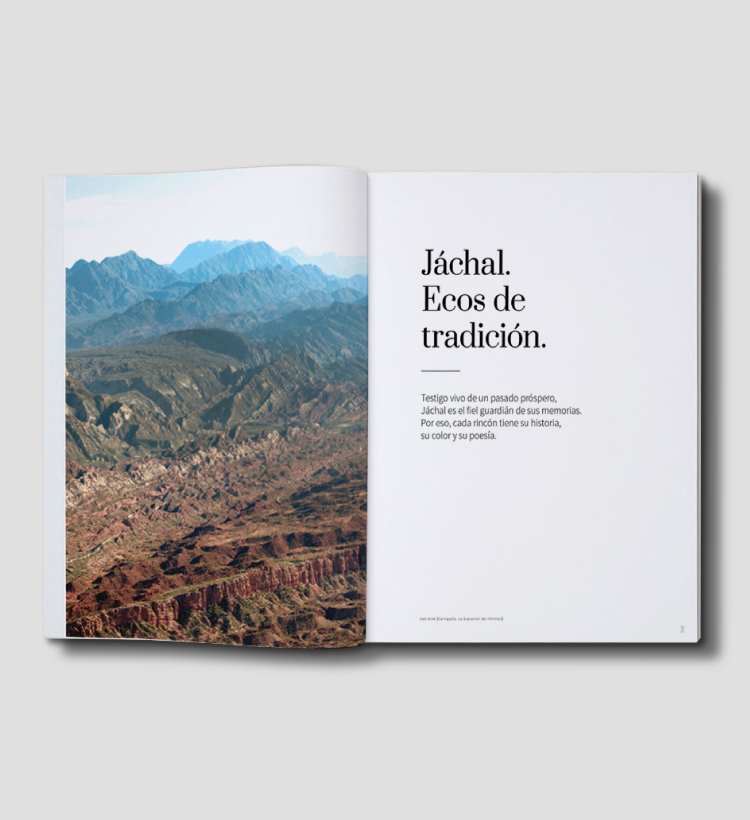 Jáchal.
Ecos de
tradición.
Testigo vivo de un pasado próspero,
Jáchal es el fiel guardián de sus memorias.
Por eso, cada rincón tiene su historia,
su color y su poesía.